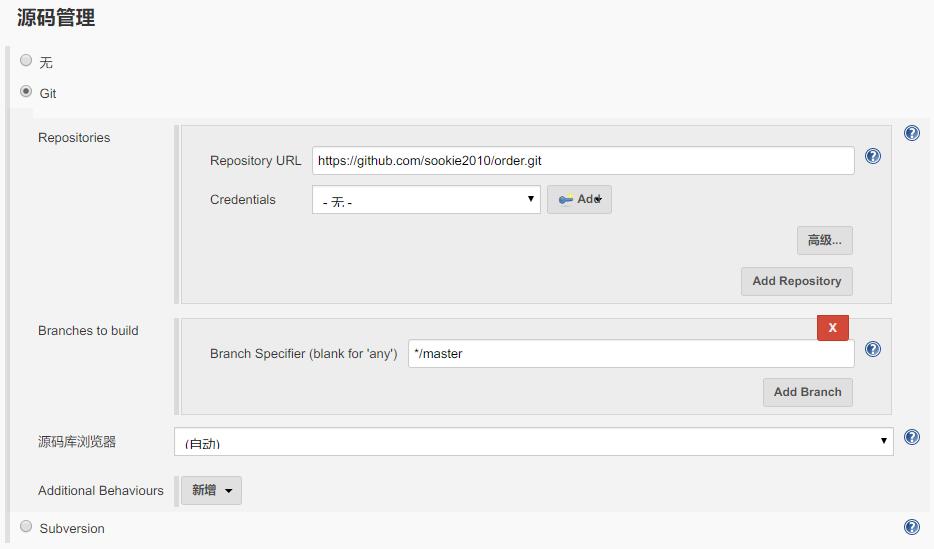 源码管理
无
Git
Repositories
Repository URL https://github.com/sookie2010/order.git
Credentials - 无 - Add
高级...
Add Repository
Branches to build
X
Branch Specifier (blank for 'any') */master
Add Branch
源码库浏览器 (自动)
Additional Behaviours 新增
Subversion